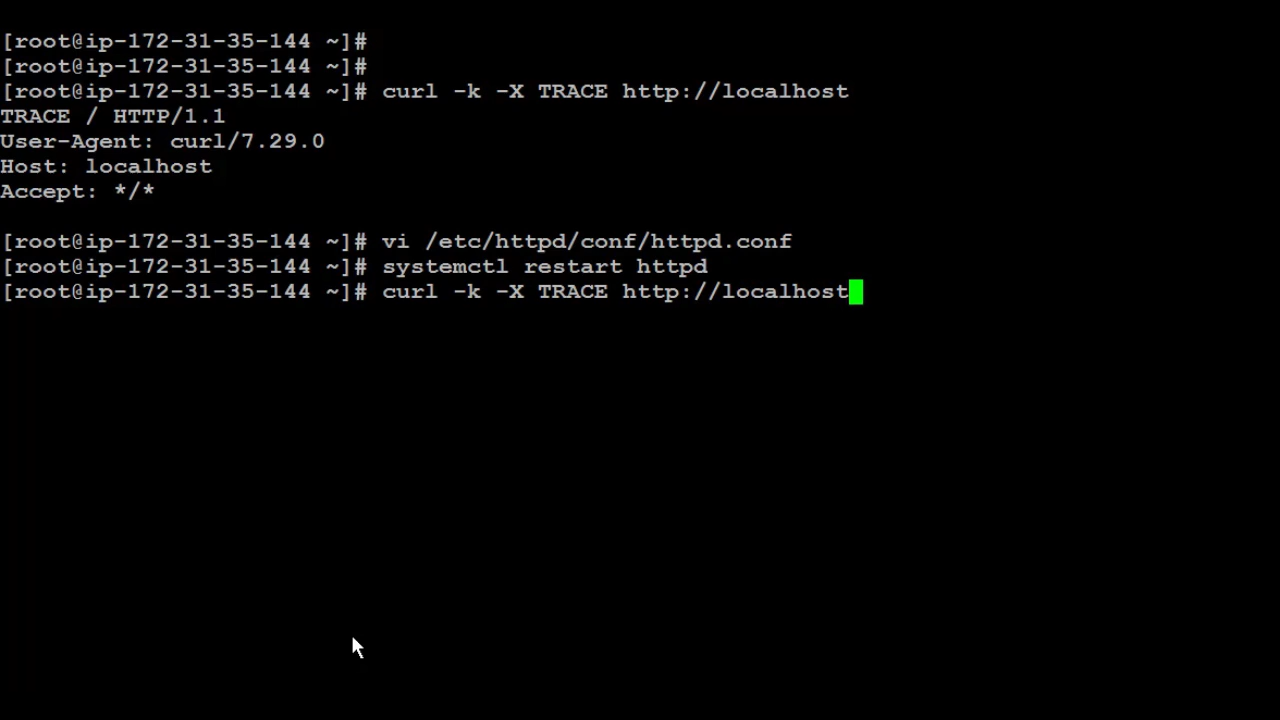 [root@ip-172-31-35-144 ~]#
[root@ip-172-31-35-144 ~]#
[root@ip-172-31-35-144 ~]# curl -k -X TRACE http://localhost
TRACE / HTTP/1.1
User-Agent: curl/7.29.0
Host: localhost
Accept: */*
[root@ip-172-31-35-144 ~]# vi /etc/httpd/conf/httpd.conf
[root@ip-172-31-35-144 ~]# systemctl restart httpd
[root@ip-172-31-35-144 ~]# curl -k -X TRACE http://localhost